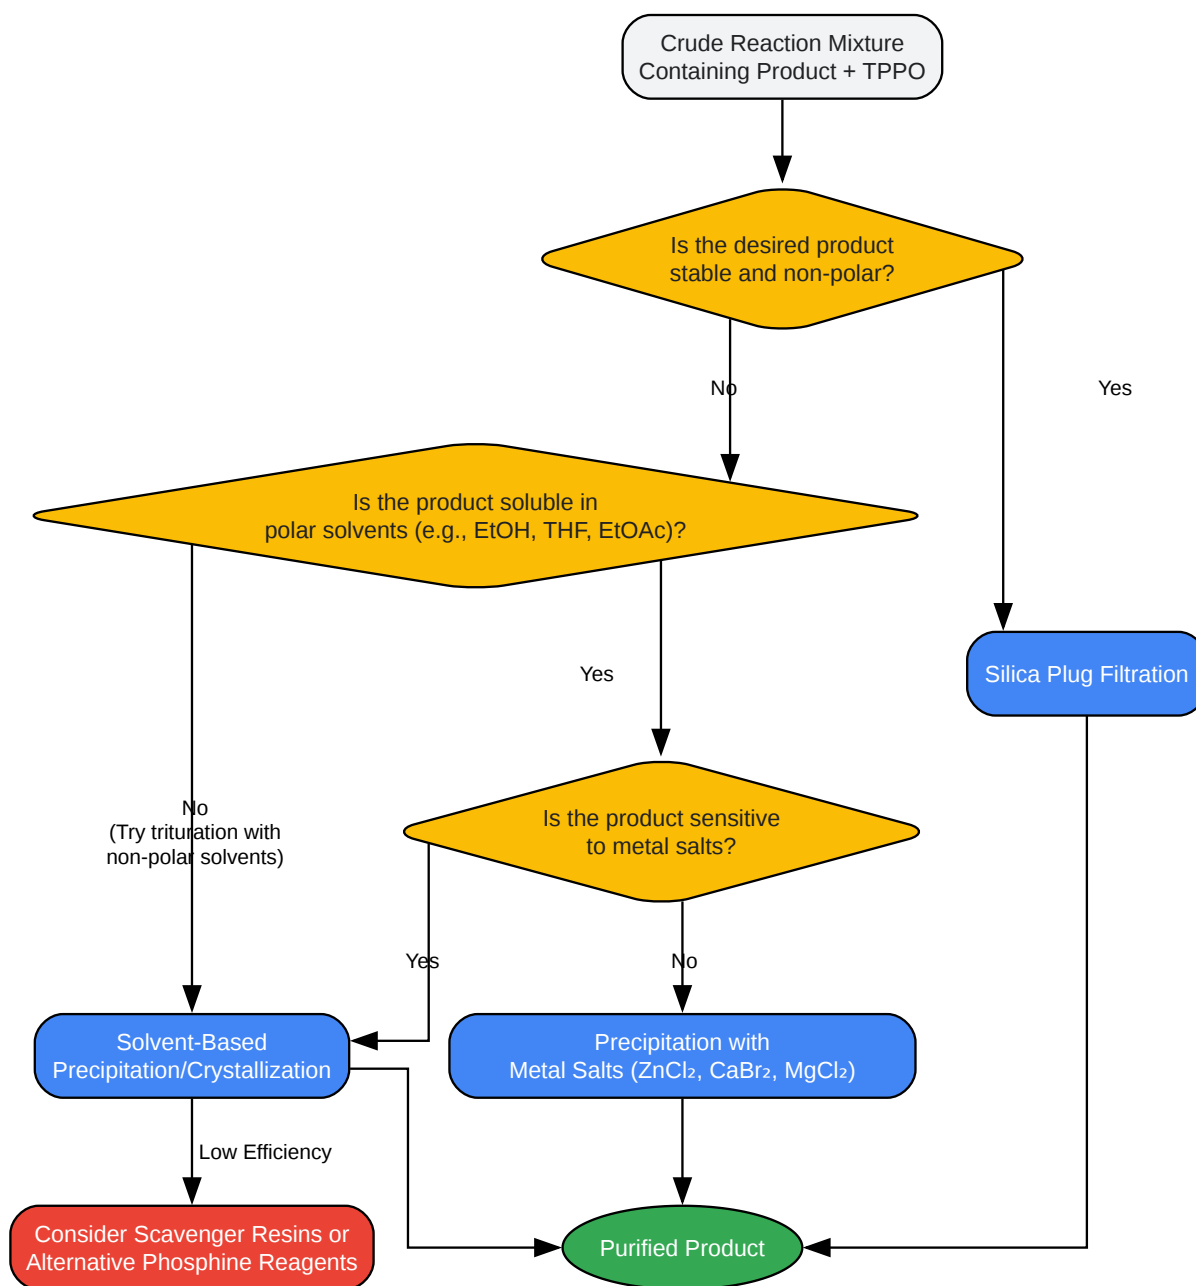 Crude Reaction Mixture
Containing Product + TPPO
Is the desired product
stable and non-polar?
No
Yes
Is the product soluble in
polar solvents (e.g., EtOH, THF, EtOAc)?
Yes
Silica Plug Filtration
No
(Try trituration with
non-polar solvents)
Is the product sensitive
to metal salts?
Yes
No
Solvent-Based
Precipitation/Crystallization
Precipitation with
Metal Salts (ZnCl₂, CaBr₂, MgCl₂)
Low Efficiency
Consider Scavenger Resins or
Alternative Phosphine Reagents
Purified Product